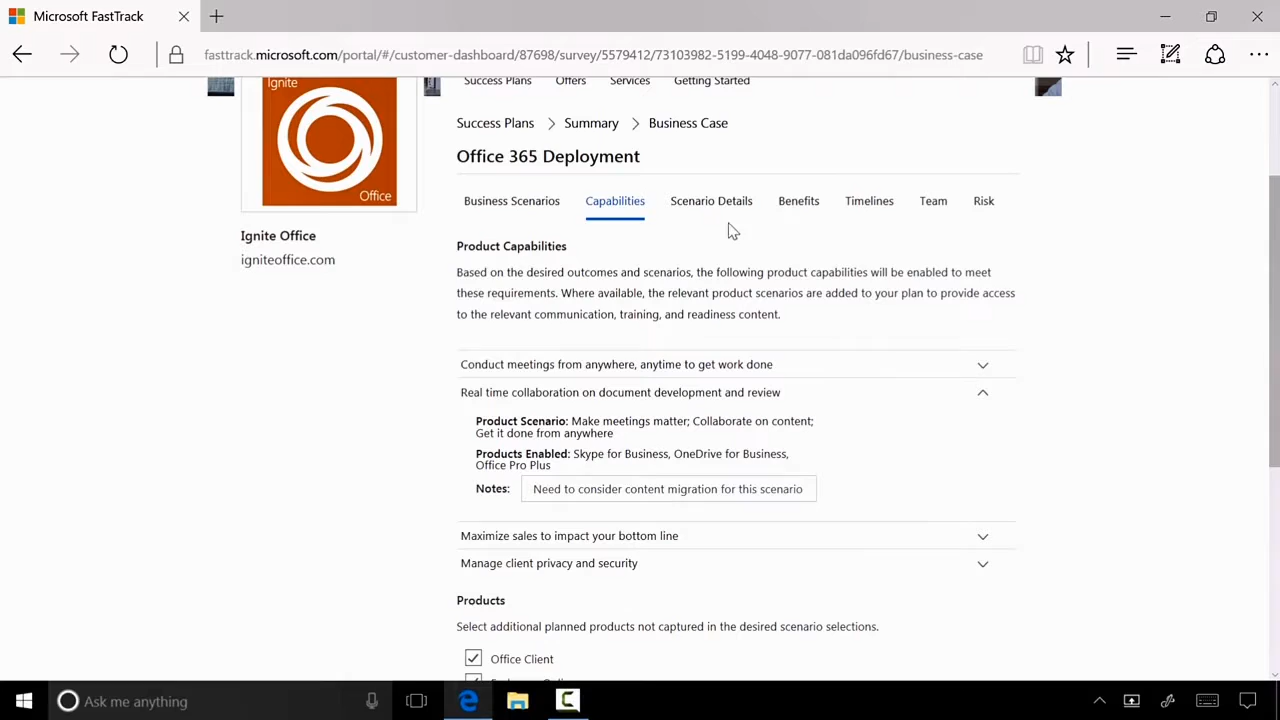 Microsoft FastTrack
fasttrack.microsoft.com/portal/#/customer-dashboard/87698/survey/5579412/73103982-5199-4048-9077-081da096fd67/business-case
Ignite
Office
Success Plans Offers Services Getting Started
Success Plans > Summary > Business Case
Office 365 Deployment
Business Scenarios Capabilities Scenario Details Benefits Timelines Team Risk
Ignite Office
igniteoffice.com
Product Capabilities
Based on the desired outcomes and scenarios, the following product capabilities will be enabled to meet
these requirements. Where available, the relevant product scenarios are added to your plan to provide access
to the relevant communication, training, and readiness content.
Conduct meetings from anywhere, anytime to get work done
Real time collaboration on document development and review
Product Scenario: Make meetings matter; Collaborate on content;
Get it done from anywhere
Products Enabled: Skype for Business, OneDrive for Business,
Office Pro Plus
Notes: Need to consider content migration for this scenario
Maximize sales to impact your bottom line
Manage client privacy and security
Products
Select additional planned products not captured in the desired scenario selections.
Office Client
Ask me anything